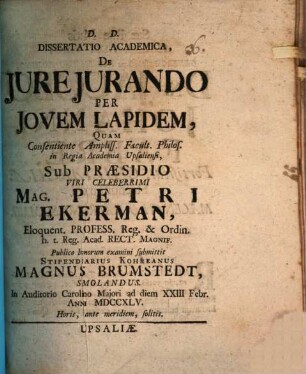 D. D.
DISSERTATIO ACADEMICA,
26.
DE
JUREJURANDO
PER
JOVEM LAPIDEM,
QUAM
Consentiente Ampliss. Facult. Philos.
in Regia Academia Upsaliensi,
Sub PRÆSIDIO
VIRI CELEBERRIMI
MAG. PETRI
EKERMAN,
Eloquent. PROFESS. Reg. & Ordin.
h. t. Reg. Acad. RECT. MAGNIF.
Publico bonorum examini submittit
STIPENDIARIUS KOHREANUS
MAGNUS BRUMSTEDT,
SMOLANDUS.
In Auditorio Carolino Majori ad diem XXIII Febr.
ANNI MDCCXLV.
Horis, ante meridiem, solitis.
UPSALIÆ.